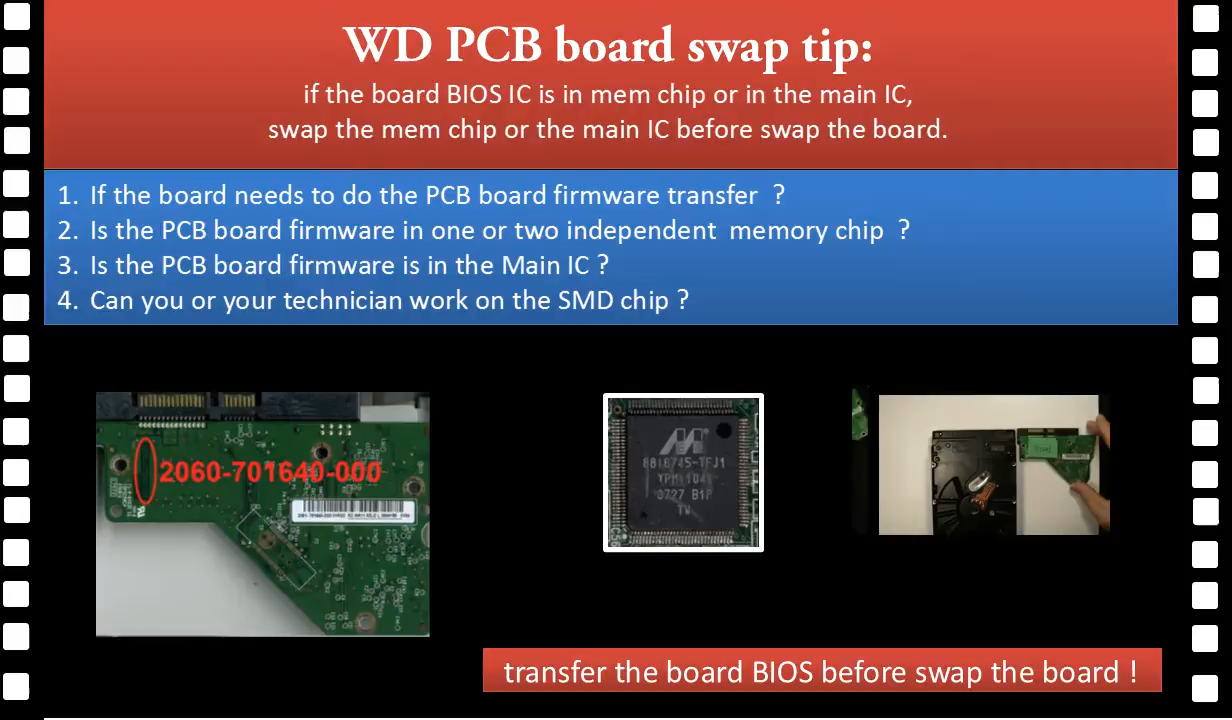 WD PCB board swap tip:
if the board BIOS IC is in mem chip or in the main IC,
swap the mem chip or the main IC before swap the board.
1. If the board needs to do the PCB board firmware transfer ?
2. Is the PCB board firmware in one or two independent memory chip ?
3. Is the PCB board firmware is in the Main IC ?
4. Can you or your technician work on the SMD chip ?
2060-701640-000
0727 B1P
TW
transfer the board BIOS before swap the board !